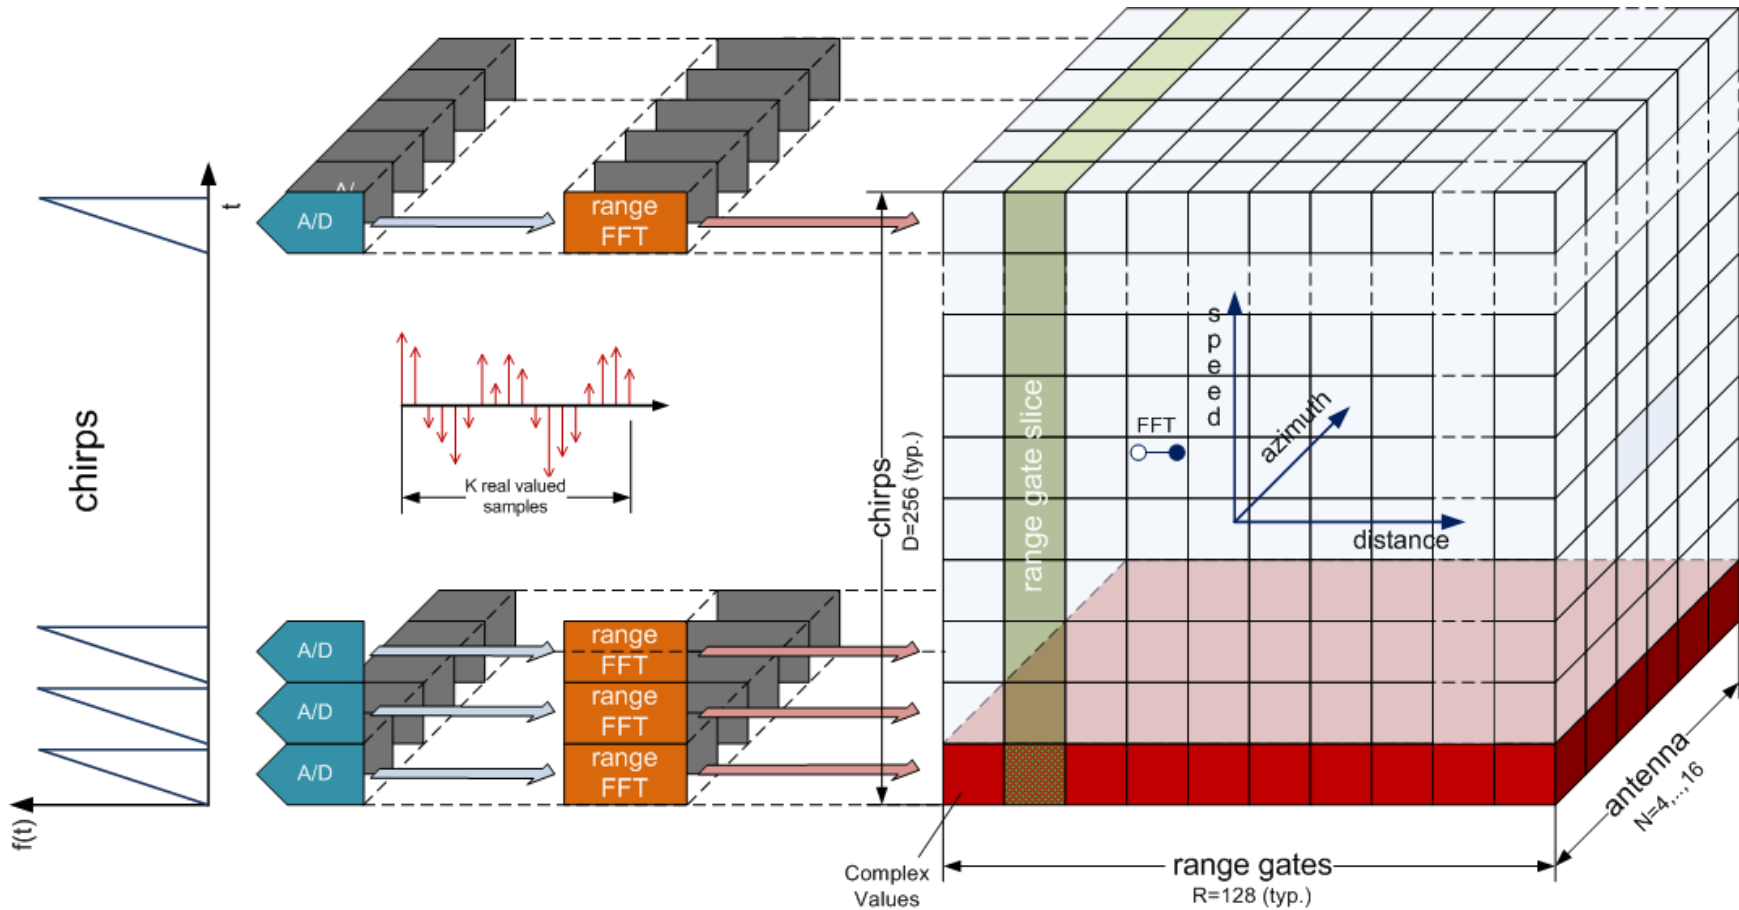 t
A/
A/D
range
FFT
chirps
K real valued
samples
chirps
D=256 (typ.)
range gate slice
FFT
speed
azimuth
distance
A/D
range
FFT
A/D
range
FFT
A/D
range
FFT
f(t)
Complex
Values
range gates
R=128 (typ.)
antenna
N=4,..,16